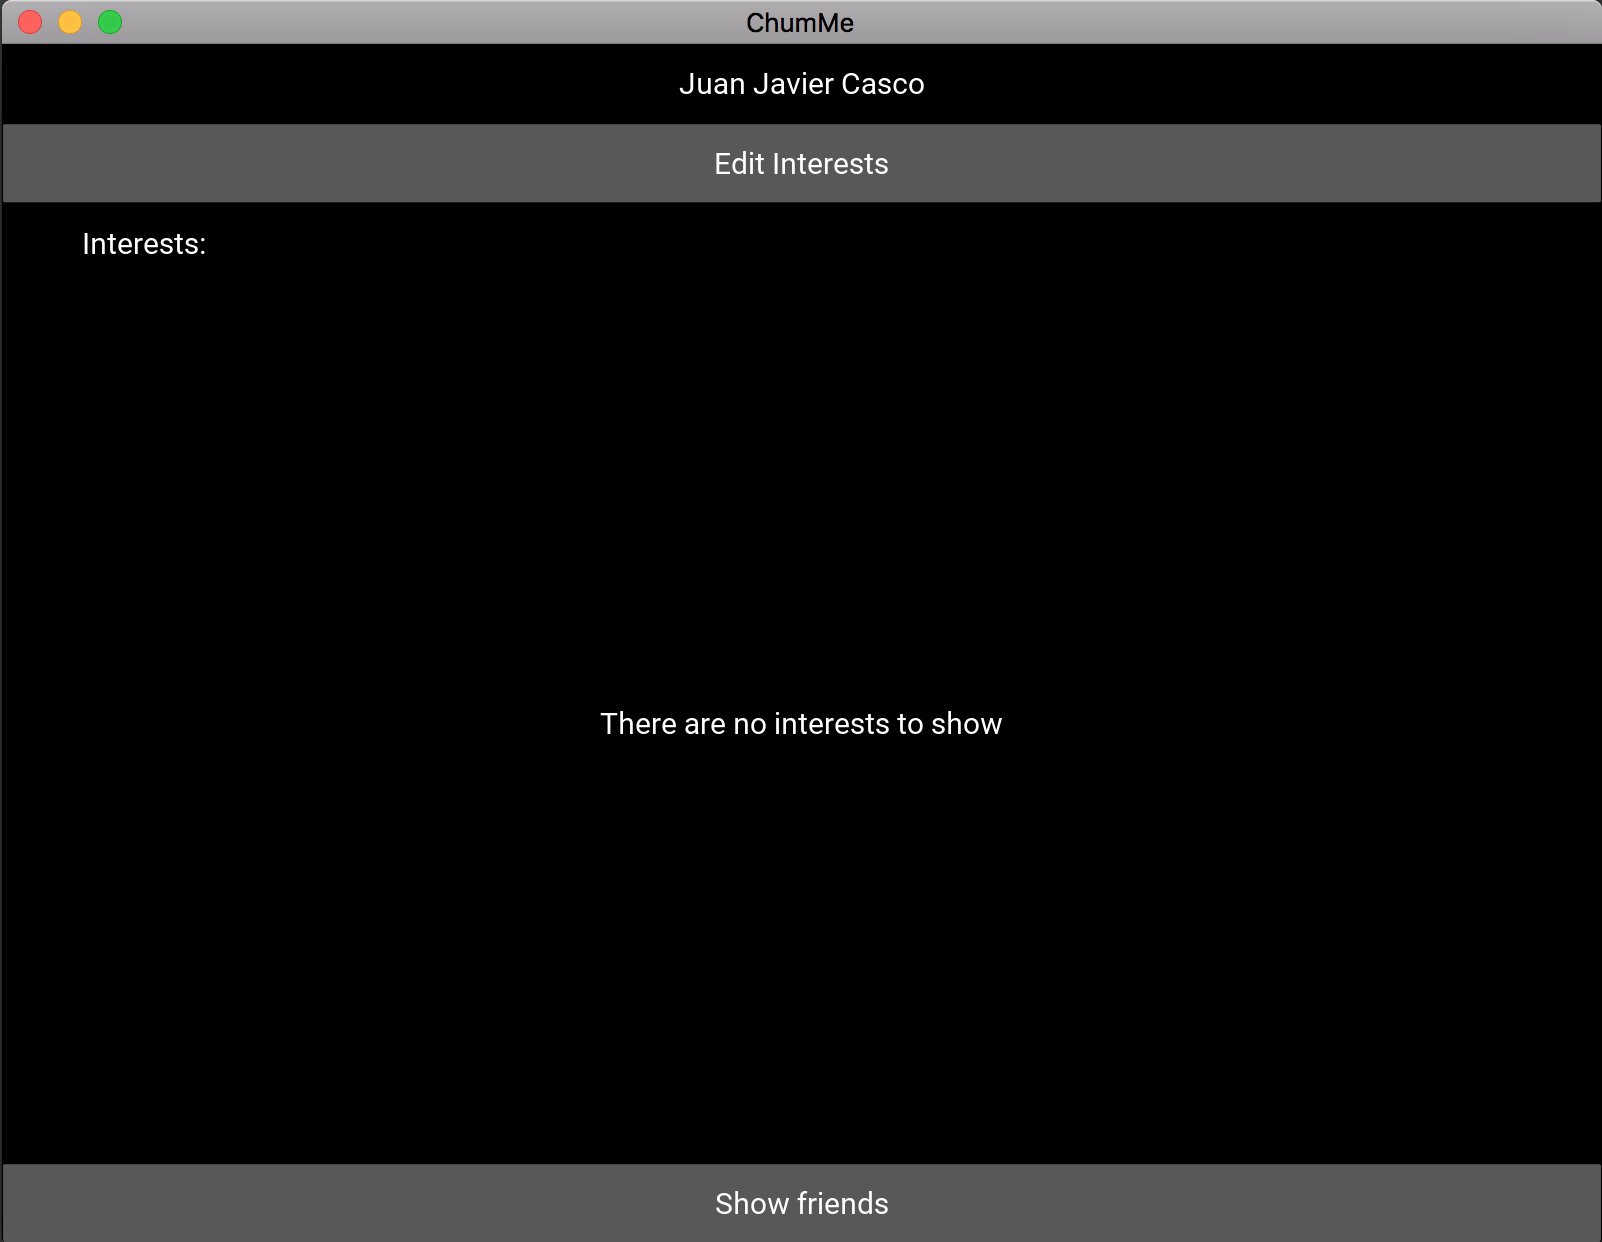 ChumMe
Juan Javier Casco
Edit Interests
Interests:
There are no interests to show
Show friends